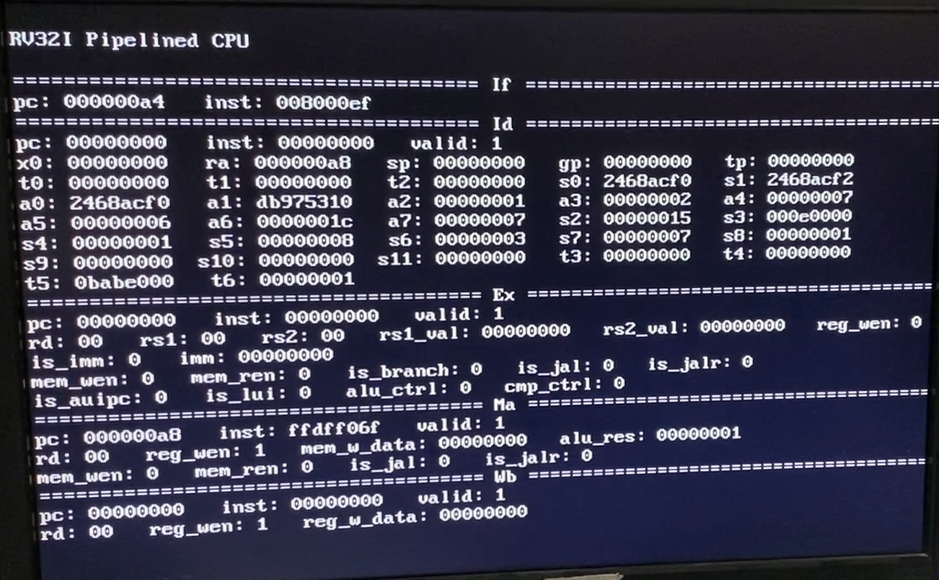 RV32I Pipelined CPU
======================================== If ========================================
pc: 000000a4 inst: 008000ef
======================================== Id ========================================
pc: 00000000 inst: 00000000 valid: 1
x0: 00000000 ra: 000000a8 sp: 00000000 gp: 00000000 tp: 00000000
t0: 00000000 t1: 00000000 t2: 00000000 s0: 2468acf0 s1: 2468acf2
a0: 2468acf0 a1: db975310 a2: 00000001 a3: 00000002 a4: 00000007
a5: 00000006 a6: 0000001c a7: 00000007 s2: 00000015 s3: 000e0000
s4: 00000001 s5: 00000008 s6: 00000003 s7: 00000007 s8: 00000001
s9: 00000000 s10: 00000000 s11: 00000000 t3: 00000000 t4: 00000000
t5: 0babe000 t6: 00000001
======================================== Ex ========================================
pc: 00000000 inst: 00000000 valid: 1
rd: 00 rs1: 00 rs2: 00 rs1_val: 00000000 rs2_val: 00000000 reg_wen: 0
is_imm: 0 imm: 00000000
mem_wen: 0 mem_ren: 0 is_branch: 0 is_jal: 0 is_jalr: 0
is_auipc: 0 is_lui: 0 alu_ctrl: 0 cmp_ctrl: 0
======================================== Ma ========================================
pc: 000000a8 inst: ffdff06f valid: 1
rd: 00 reg_wen: 1 mem_w_data: 00000000 alu_res: 00000001
mem_wen: 0 mem_ren: 0 is_jal: 0 is_jalr: 0
======================================== Wb ========================================
pc: 00000000 inst: 00000000 valid: 1
rd: 00 reg_wen: 1 reg_w_data: 00000000